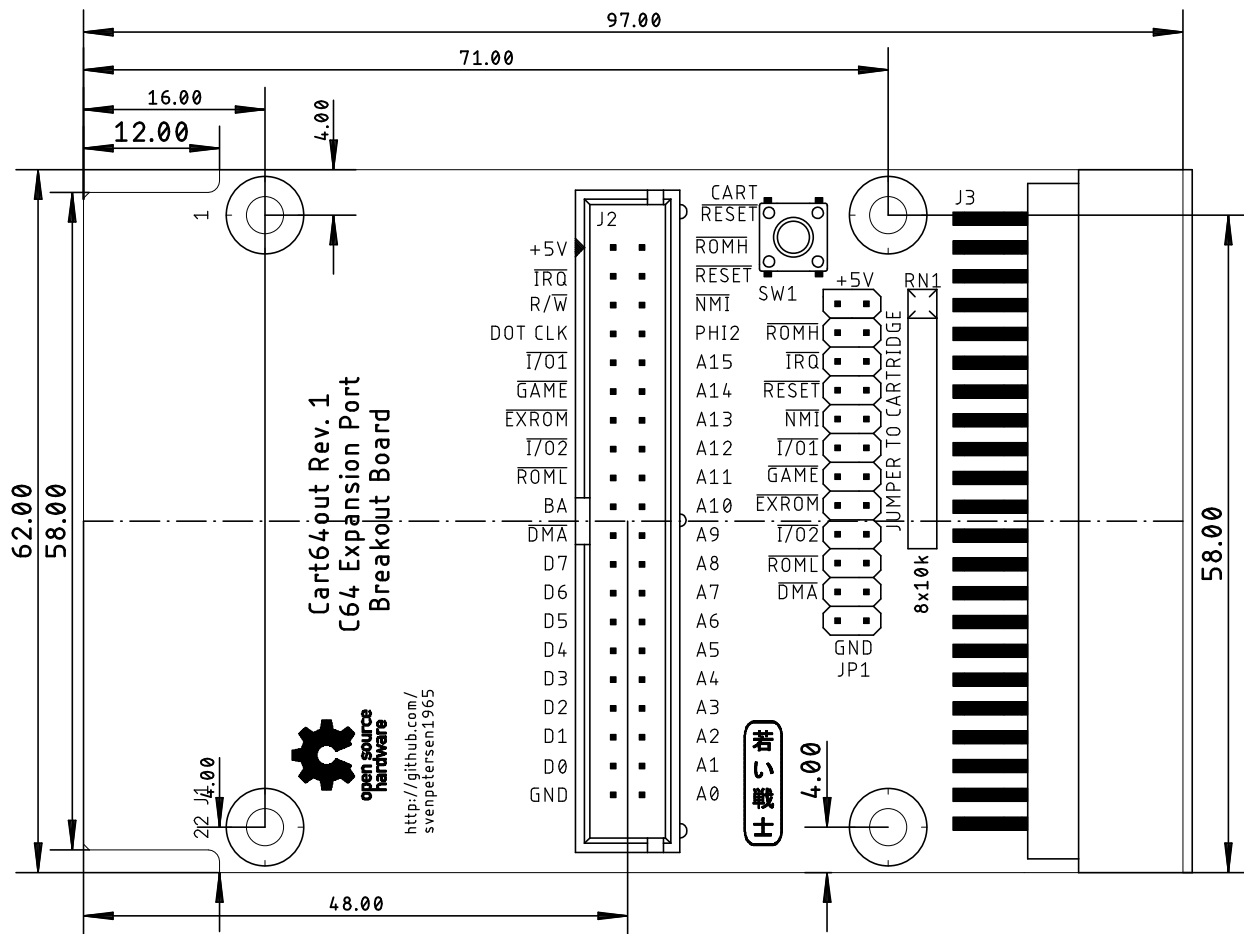 97.00
71.00
16.00
12.00
4.00
1
J2
CART
RESET
J3
+5V
IRQ
R/W
DOT CLK
I/O1
GAME
EXROM
I/O2
ROML
BA
DMA
D7
D6
D5
D4
D3
D2
D1
D0
GND
ROMH
RESET
NMI
PHI2
A15
A14
A13
A12
A11
A10
A9
A8
A7
A6
A5
A4
A3
A2
A1
A0
SW1
+5V
ROMH
IRQ
RESET
NMI
I/O1
GAME
EXROM
I/O2
ROML
DMA
GND
JP1
JUMPER TO CARTRIDGE
RN1
8x10k
62.00
58.00
58.00
Cart64out Rev. 1
C64 Expansion Port
Breakout Board
open source
hardware
http://github.com/
svenpetersen1965
若い戦士
4.00
22
J1
4.00
48.00